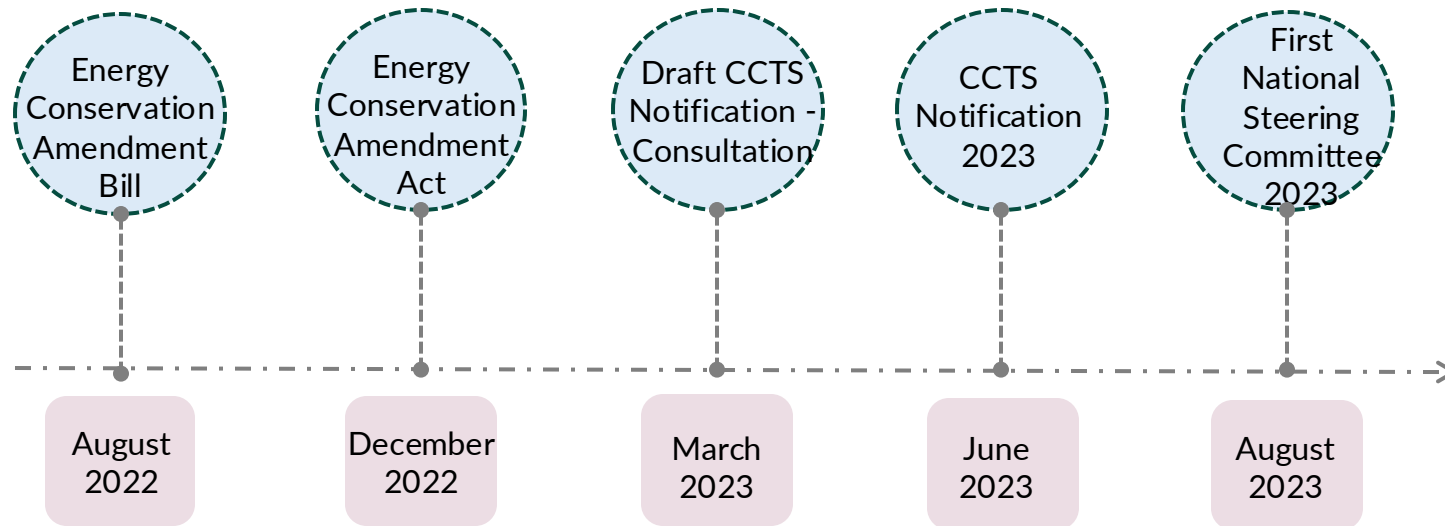 Energy
Conservation
Amendment
Bill
Energy
Conservation
Amendment
Act
Draft CCTS
Notification -
Consultation
CCTS
Notification
2023
First
National
Steering
Committee
2023
August
2022
December
2022
March
2023
June
2023
August
2023